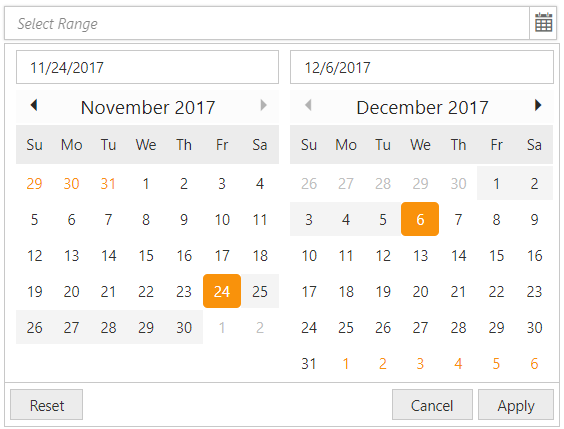 Select Range
11/24/2017 12/6/2017
November 2017 December 2017
Su Mo Tu We Th Fr Sa Su Mo Tu We Th Fr Sa
29 30 31 1 2 3 4 26 27 28 29 30 1 2
5 6 7 8 9 10 11 3 4 5 6 7 8 9
12 13 14 15 16 17 18 10 11 12 13 14 15 16
19 20 21 22 23 24 25 17 18 19 20 21 22 23
26 27 28 29 30 1 2 24 25 26 27 28 29 30
31 1 2 3 4 5 6
Reset Cancel Apply